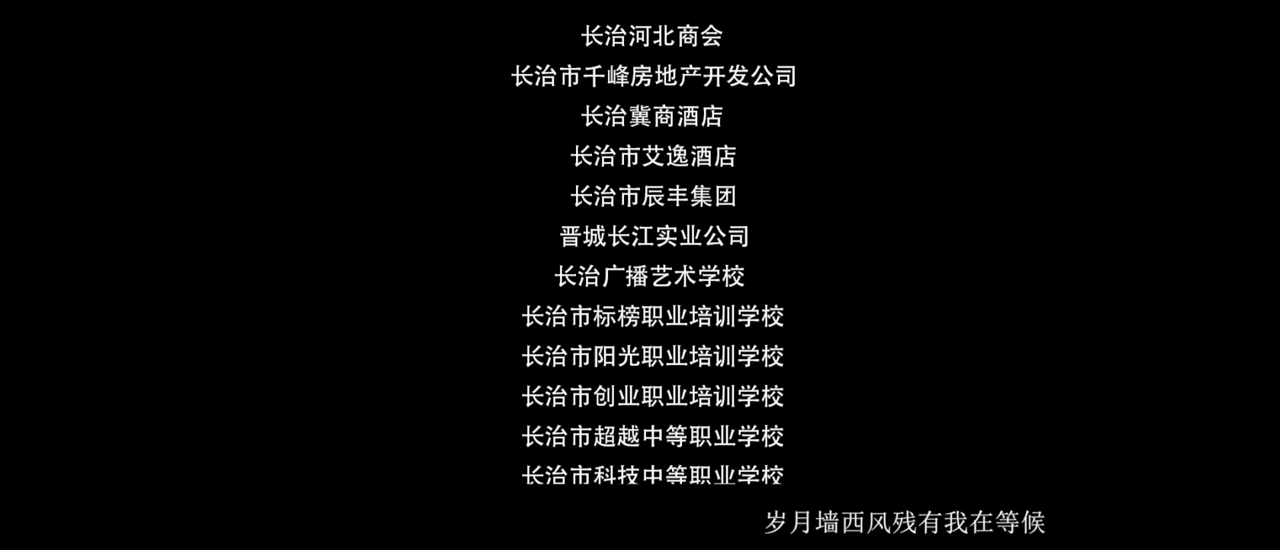 长治河北商会
长治市千峰房地产开发公司
长治冀商酒店
长治市艾逸酒店
长治市辰丰集团
晋城长江实业公司
长治广播艺术学校
长治市标榜职业培训学校
长治市阳光职业培训学校
长治市创业职业培训学校
长治市超越中等职业学校
长治市科技中等职业学校
岁月墙西风残有我在等候